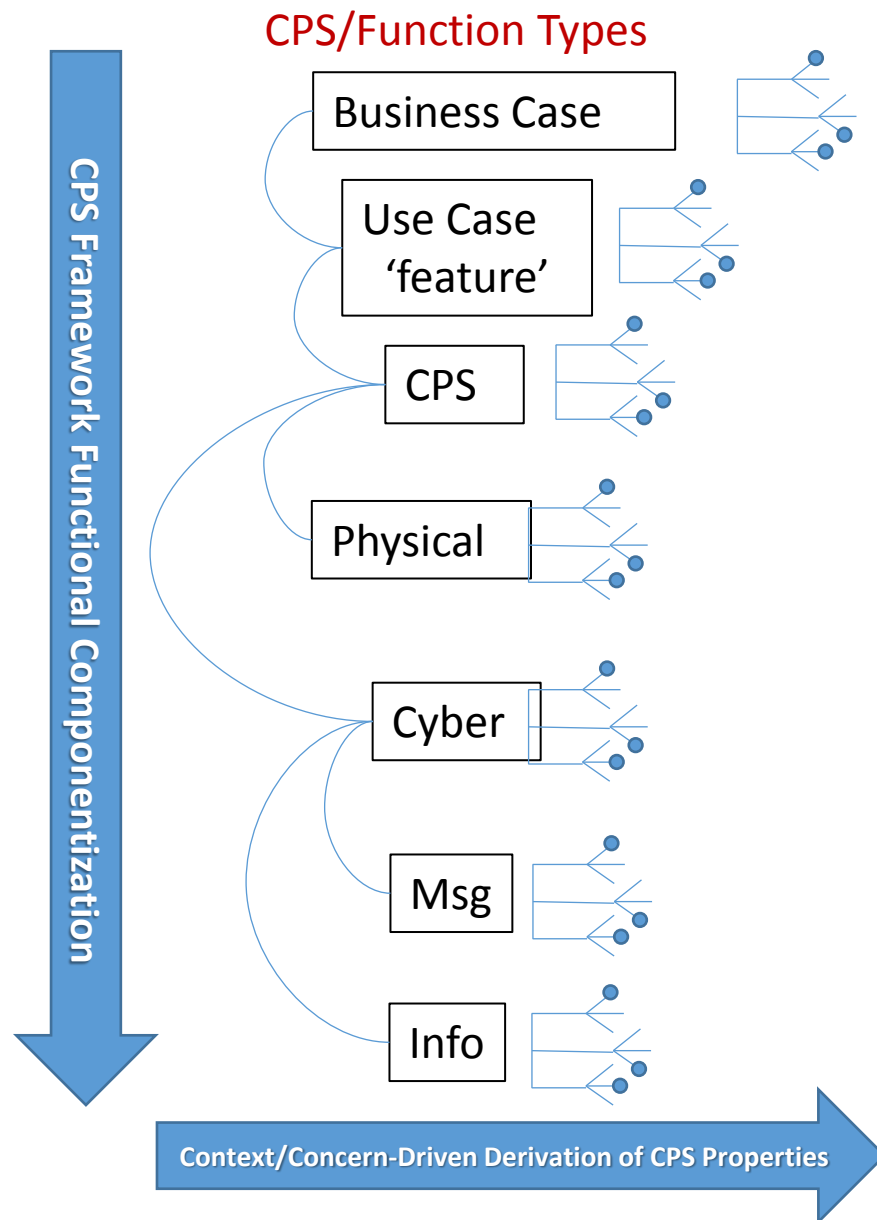 CPS/Function Types
CPS Framework Functional Componentization
Business Case
Use Case
‘feature’
CPS
Physical
Cyber
Msg
Info
Context/Concern-Driven Derivation of CPS Properties